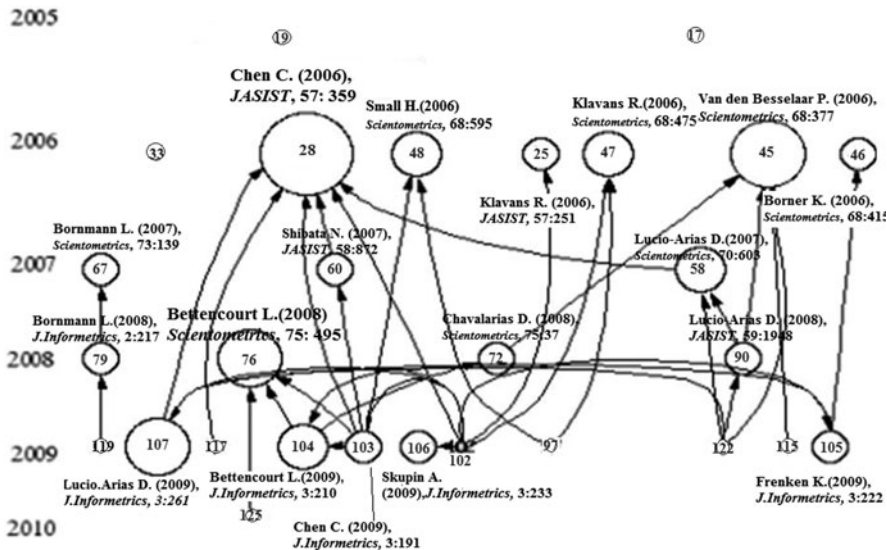 2005
19
17
Chen C. (2006),
JASIST, 57: 359
Small H.(2006)
Scientometrics, 68:595
Klavans R.(2006),
Scientometrics, 68:475
Van den Besselaar P. (2006),
Scientometrics, 68:377
2006
33
28
48
25
47
45
46
Klavans R. (2006),
JASIST, 57:251
Borner K. (2006),
Scientometrics, 68:415
Bornmann L. (2007),
Scientometrics, 73:139
Shibata N. (2007),
JASIST, 58:872
Lucio-Arias D.(2007),
Scientometrics, 70:603
2007
67
60
58
Bornmann L.(2008),
J.Informetrics, 2:217
Bettencourt L.(2008)
Scientometrics, 75: 495
Chavalarias D. (2008),
Scientometrics, 75:37
Lucio-Arias D. (2008),
JASIST, 59:1948
2008
79
76
72
90
2009
119
107
117
104
103
106
102
97
122
115
105
Lucio.Arias D. (2009),
J.Informetrics, 3:261
Bettencourt L.(2009),
J.Informetrics, 3:210
Skupin A.
(2009),J.Informetrics, 3:233
Frenken K.(2009),
J.Informetrics, 3:222
125
Chen C. (2009),
J.Informetrics, 3:191
2010